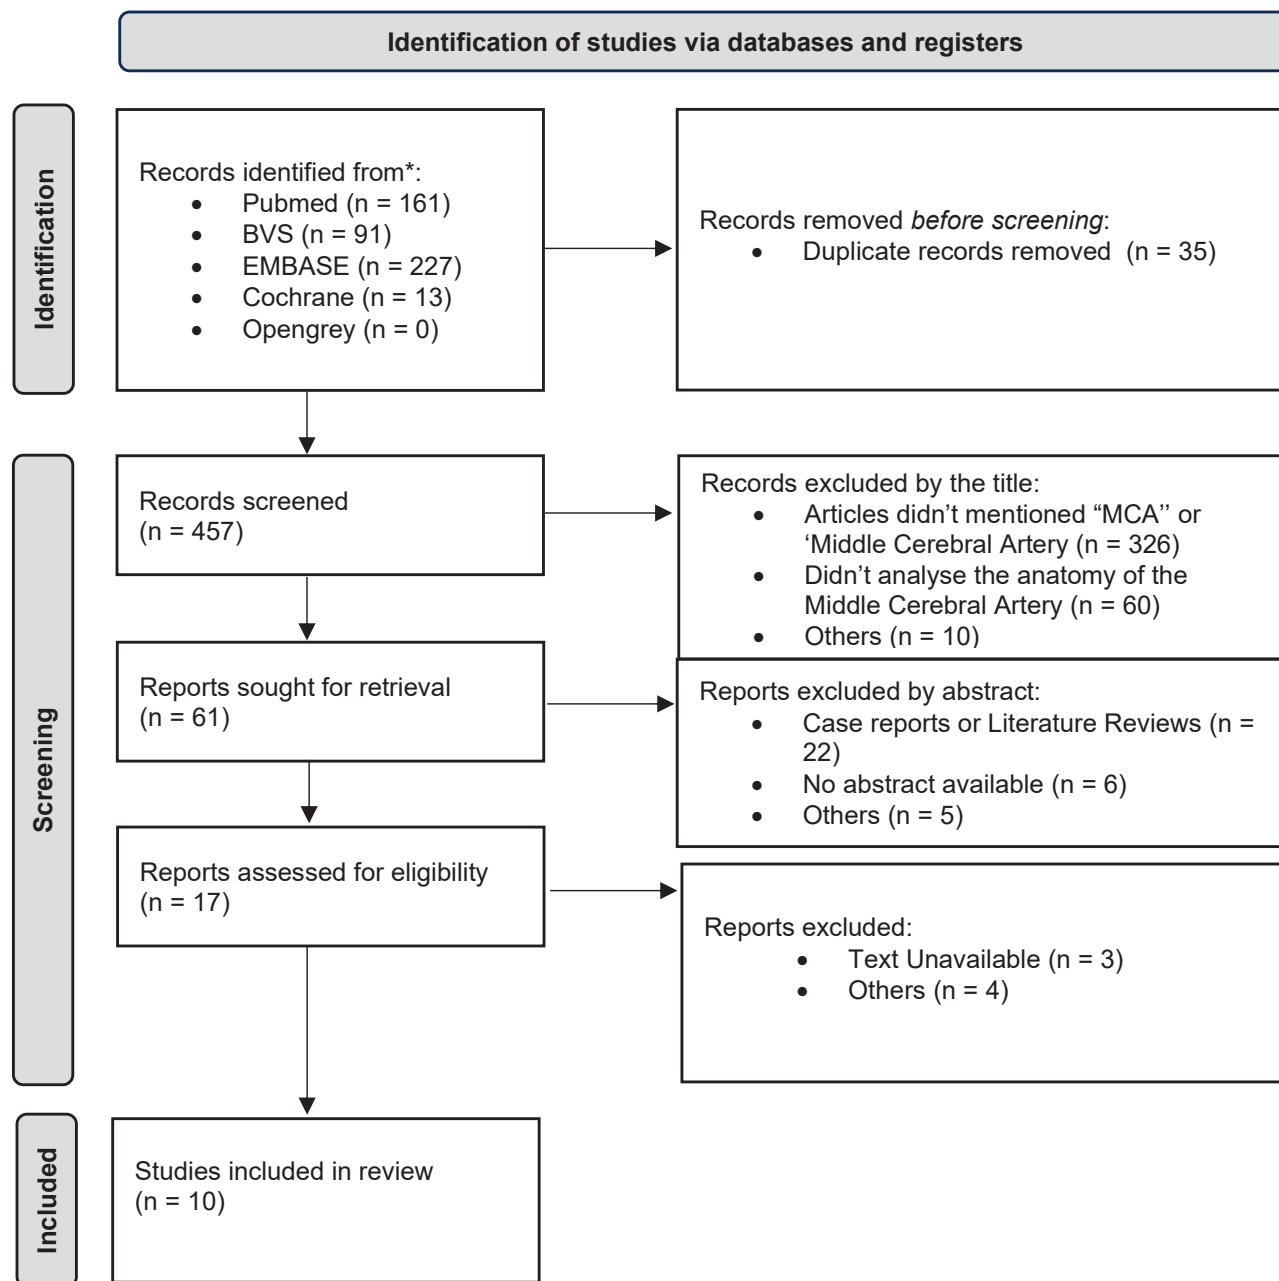 Identification of studies via databases and registers
Identification
Records identified from*:
• Pubmed (n = 161)
• BVS (n = 91)
• EMBASE (n = 227)
• Cochrane (n = 13)
• Opengrey (n = 0)
Records removed before screening:
• Duplicate records removed  (n = 35)
Screening
Records screened
(n = 457)
Records excluded by the title:
• Articles didn’t mentioned “MCA’’ or
‘Middle Cerebral Artery (n = 326)
• Didn’t analyse the anatomy of the
Middle Cerebral Artery (n = 60)
• Others (n = 10)
Reports sought for retrieval
(n = 61)
Reports excluded by abstract:
• Case reports or Literature Reviews (n =
22)
• No abstract available (n = 6)
• Others (n = 5)
Reports assessed for eligibility
(n = 17)
Reports excluded:
• Text Unavailable (n = 3)
• Others (n = 4)
Included
Studies included in review
(n = 10)